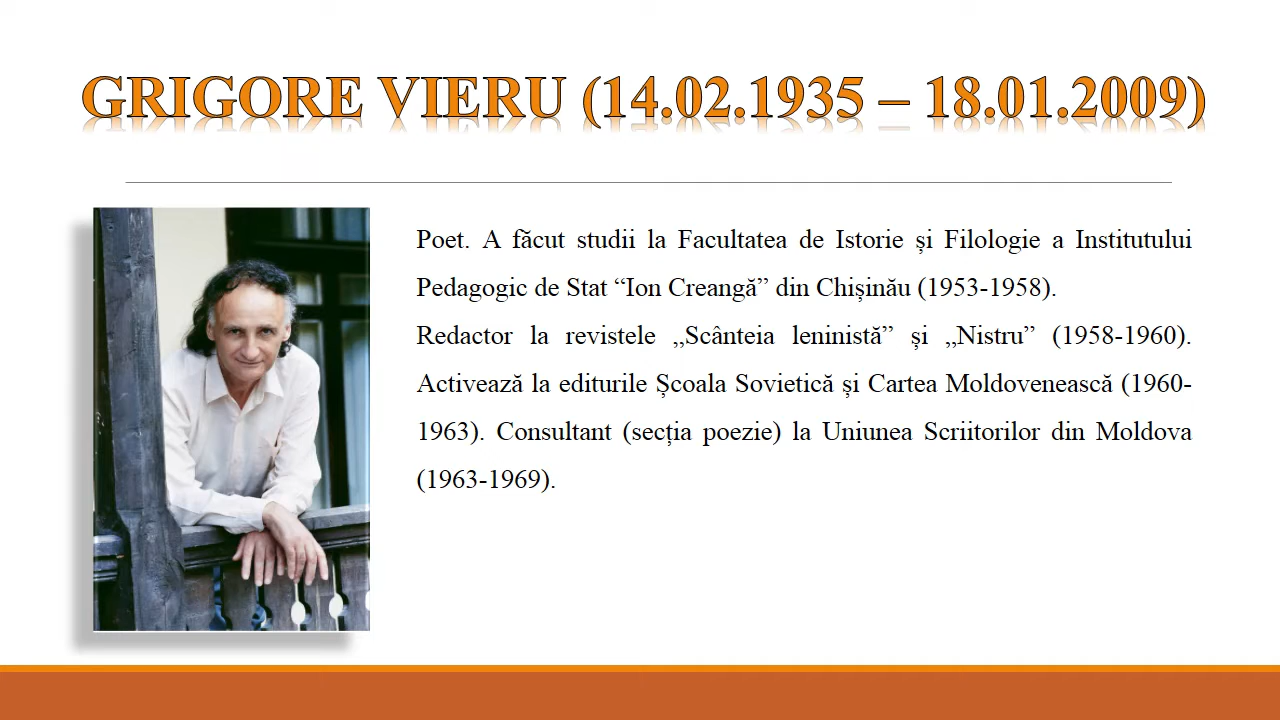 GRIGORE VIERU (14.02.1935 – 18.01.2009)
Poet. A făcut studii la Facultatea de Istorie și Filologie a Institutului
Pedagogic de Stat “Ion Creangă” din Chișinău (1953-1958).
Redactor la revistele „Scânteia leninistă” și „Nistru” (1958-1960).
Activează la editurile Școala Sovietică și Cartea Moldovenească (1960-
1963). Consultant (secția poezie) la Uniunea Scriitorilor din Moldova
(1963-1969).